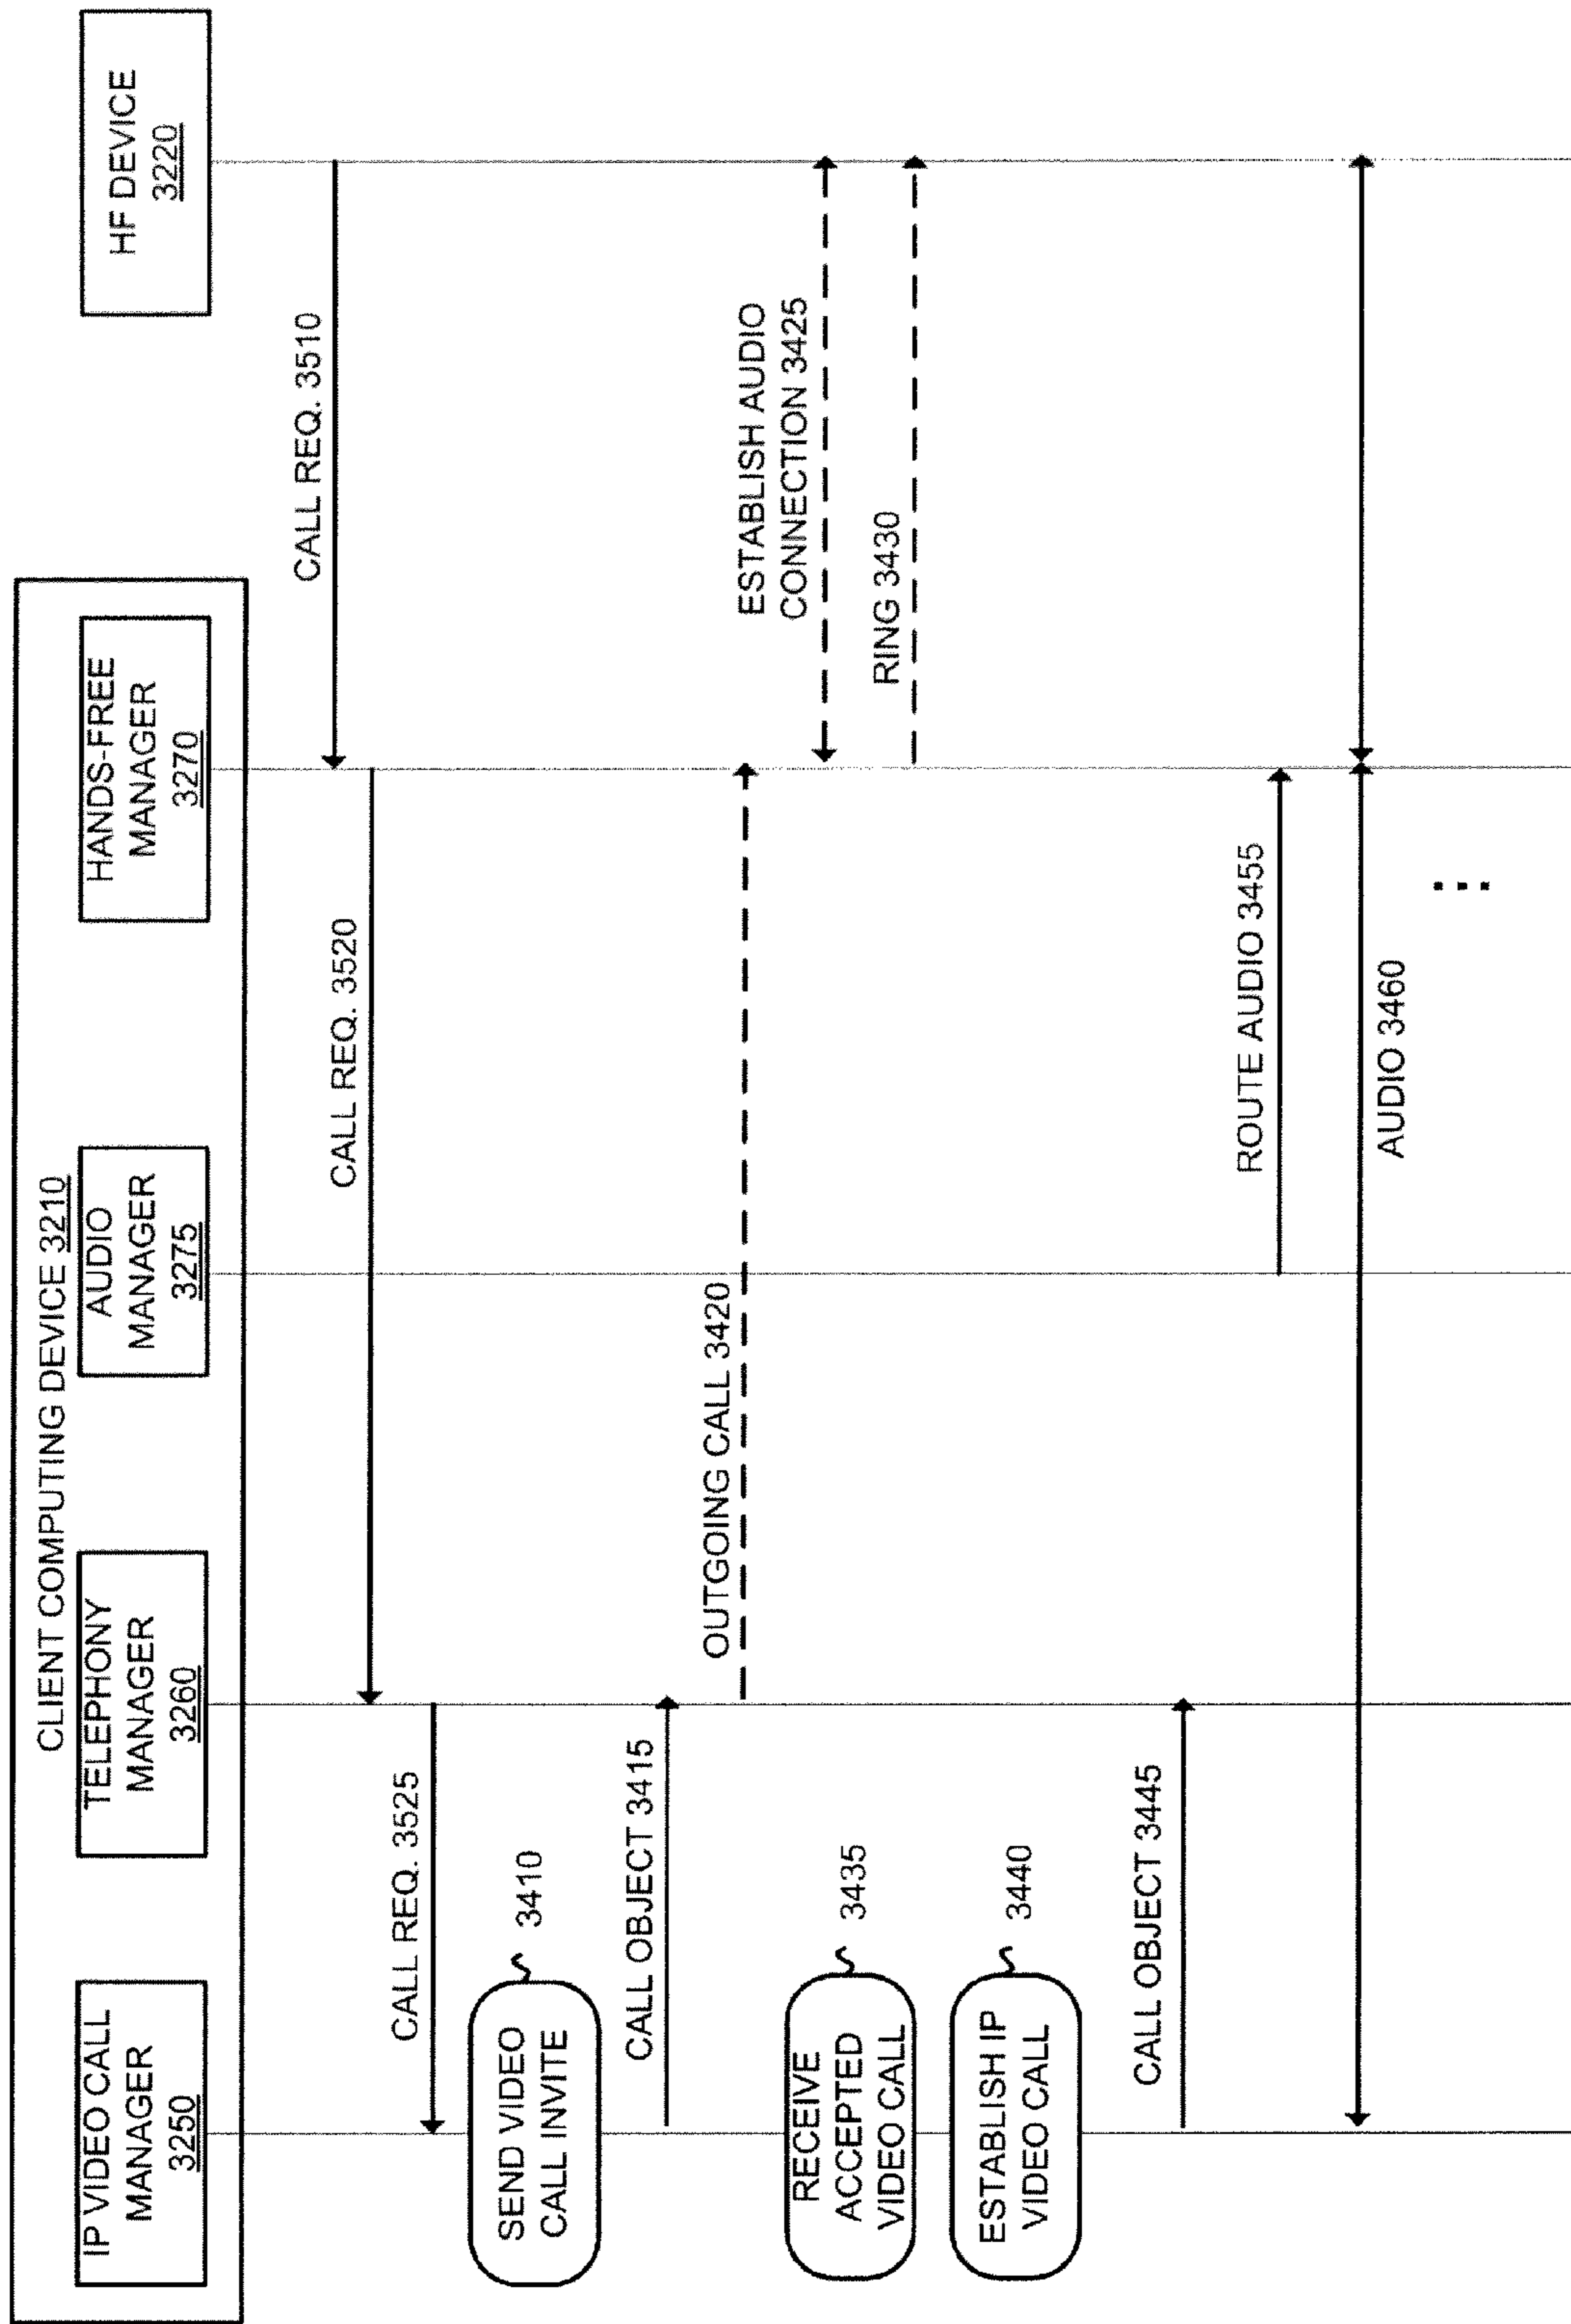 CLIENT COMPUTING DEVICE 3210
IP VIDEO CALL
MANAGER
3250
TELEPHONY
MANAGER
3260
AUDIO
MANAGER
3275
HANDS-FREE
MANAGER
3270
HF DEVICE
3220
CALL REQ. 3510
CALL REQ. 3520
CALL REQ. 3525
SEND VIDEO
CALL INVITE
3410
CALL OBJECT 3415
OUTGOING CALL 3420
ESTABLISH AUDIO
CONNECTION 3425
RING 3430
RECEIVE
ACCEPTED
VIDEO CALL
3435
ESTABLISH IP
VIDEO CALL
3440
CALL OBJECT 3445
ROUTE AUDIO 3455
AUDIO 3460
...